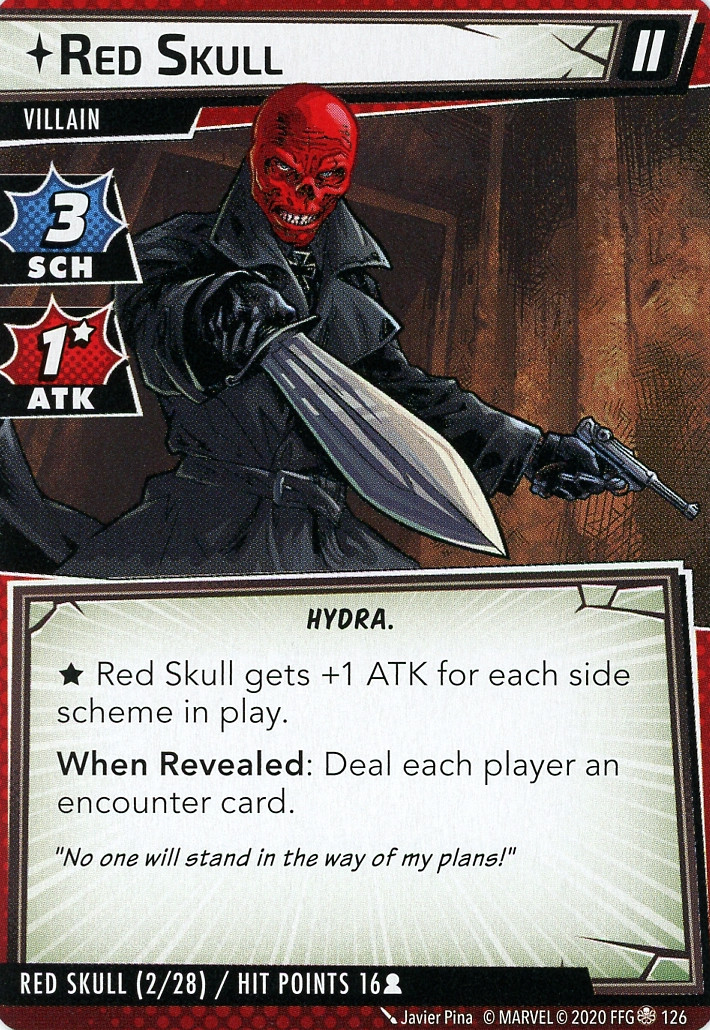 Red Skull
II
VILLAIN
3
SCH
1★
ATK
HYDRA.
★ Red Skull gets +1 ATK for each side
scheme in play.
When Revealed: Deal each player an
encounter card.
"No one will stand in the way of my plans!"
RED SKULL (2/28) / HIT POINTS 16
Javier Pina © MARVEL © 2020 FFG 126